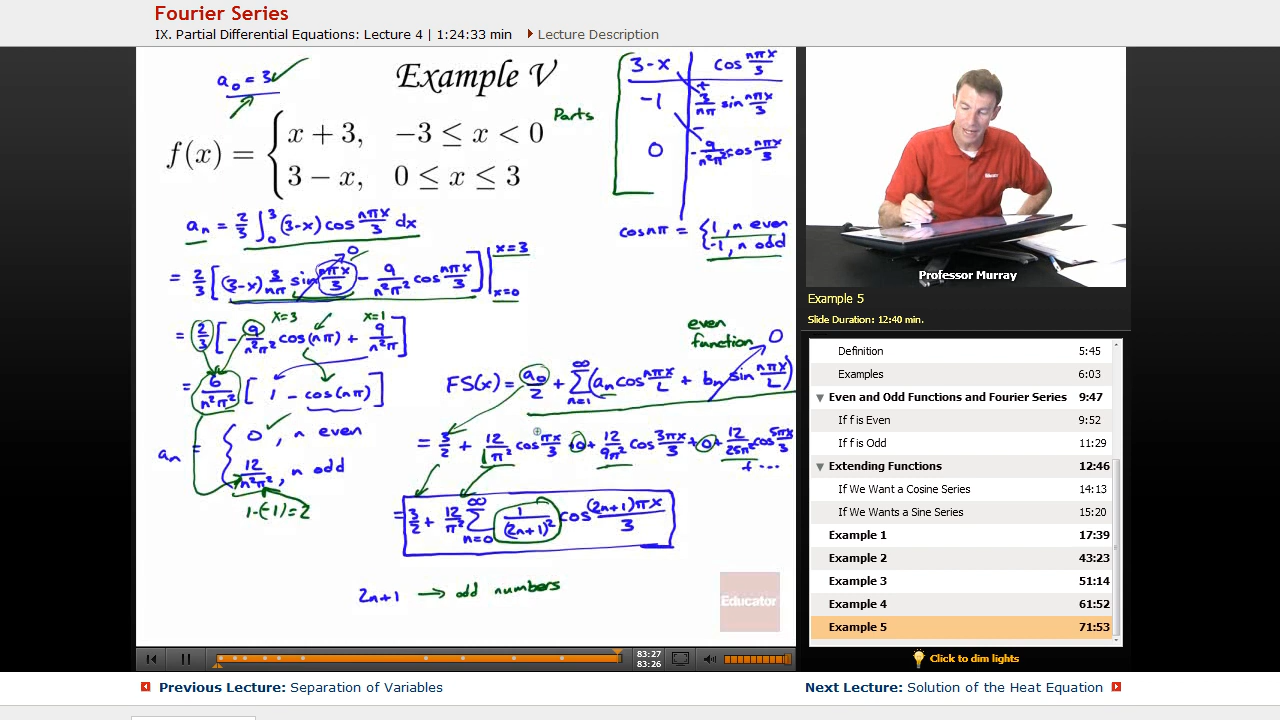 Fourier Series
IX. Partial Differential Equations: Lecture 4 | 1:24:33 min Lecture Description
a₀ = 3
Example V
f(x) = { x + 3, −3 ≤ x < 0
3 − x, 0 ≤ x ≤ 3
Parts
3-x cos nπx/3
+
-1 3/nπ sin nπx/3
−
0 -9/n²π² cos nπx/3
cos nπ = { 1, n even
-1, n odd
aₙ = 2/3 ∫₀³ (3-x) cos nπx/3 dx
= 2/3 [ (3-x) 3/nπ sin nπx/3 − 9/n²π² cos nπx/3 ] | x=3
0
x=0
x=3 x=1
= 2/3 [ - 9/n²π² cos(nπ) + 9/n²π² ]
= 6/n²π² [ 1 - cos(nπ) ]
aₙ = { 0, n even
12/n²π², n odd
1-(-1)=2
even
function 0
FS(x) = a₀/2 + ∑ n=1 ∞ (aₙ cos nπx/L + bₙ sin nπx/L)
= 3/2 + 12/1π² cos πx/3 + 0 + 12/9π² cos 3πx/3 + 0 + 12/25π² cos 5πx/3
+ ...
= 3/2 + 12/π² ∑ n=0 ∞ 1/(2n+1)² cos (2n+1)πx/3
2n+1 → odd numbers
Educator
Professor Murray
Example 5
Slide Duration: 12:40 min.
Definition 5:45
Examples 6:03
Even and Odd Functions and Fourier Series 9:47
If f is Even 9:52
If f is Odd 11:29
Extending Functions 12:46
If We Want a Cosine Series 14:13
If We Wants a Sine Series 15:20
Example 1 17:39
Example 2 43:23
Example 3 51:14
Example 4 61:52
Example 5 71:53
83:27
83:26
Click to dim lights
Previous Lecture: Separation of Variables
Next Lecture: Solution of the Heat Equation